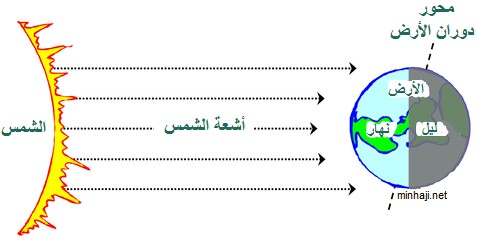 محور
دوران الأرض
الأرض
الشمس
أشعة الشمس
نهار
ليل
minhaji.net